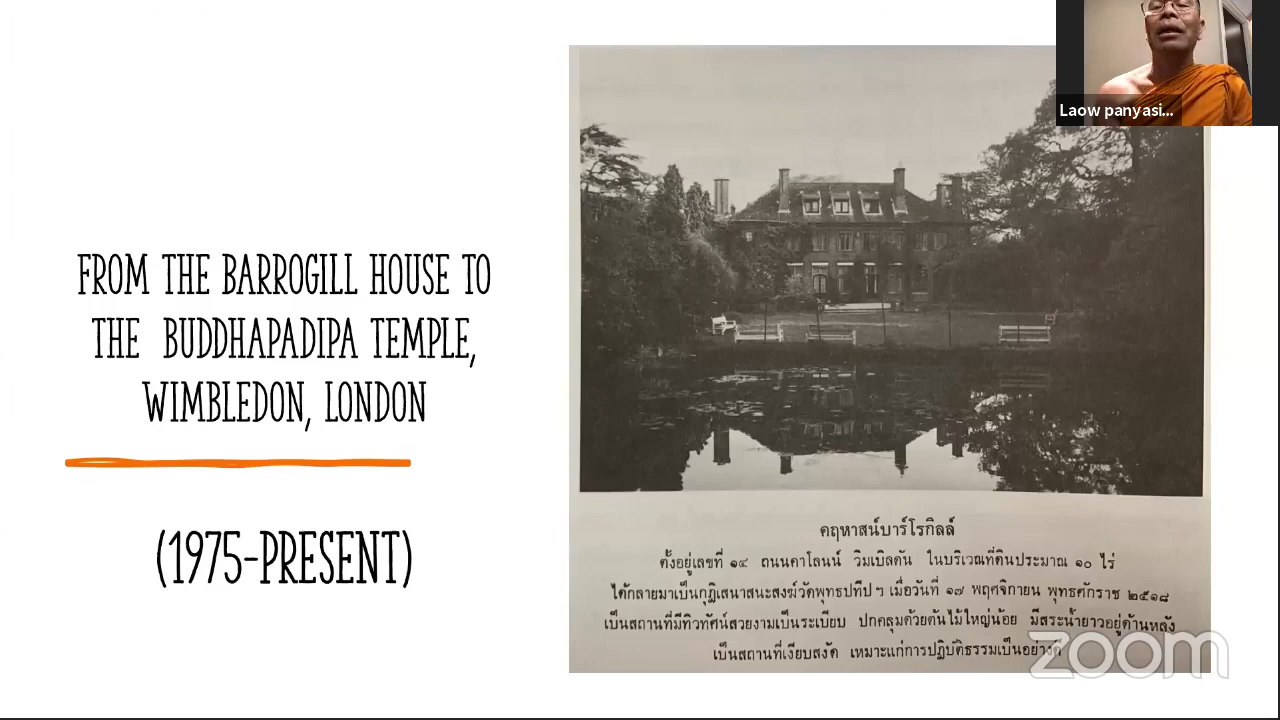 Laow panyasi...
FROM THE BARROGILL HOUSE TO
THE BUDDHAPADIPA TEMPLE,
WIMBLEDON, LONDON
(1975-PRESENT)
คฤหาสน์บาร์โรกิลล์
ตั้งอยู่เลขที่ ๑๔ ถนนคาโลนน์ วิมเบิลดัน ในบริเวณที่ดินประมาณ ๑๐ ไร่
ได้กลายมาเป็นกุฏิเสนาสนะสงฆ์วัดพุทธปทีป ฯ เมื่อวันที่ ๑๗ พฤศจิกายน พุทธศักราช ๒๕๑๘
เป็นสถานที่มีทิวทัศน์สวยงามเป็นระเบียบ ปกคลุมด้วยต้นไม้ใหญ่น้อย มีสระน้ำยาวอยู่ด้านหลัง
เป็นสถานที่เงียบสงัด เหมาะแก่การปฏิบัติธรรมเป็นอย่างดี
zoom